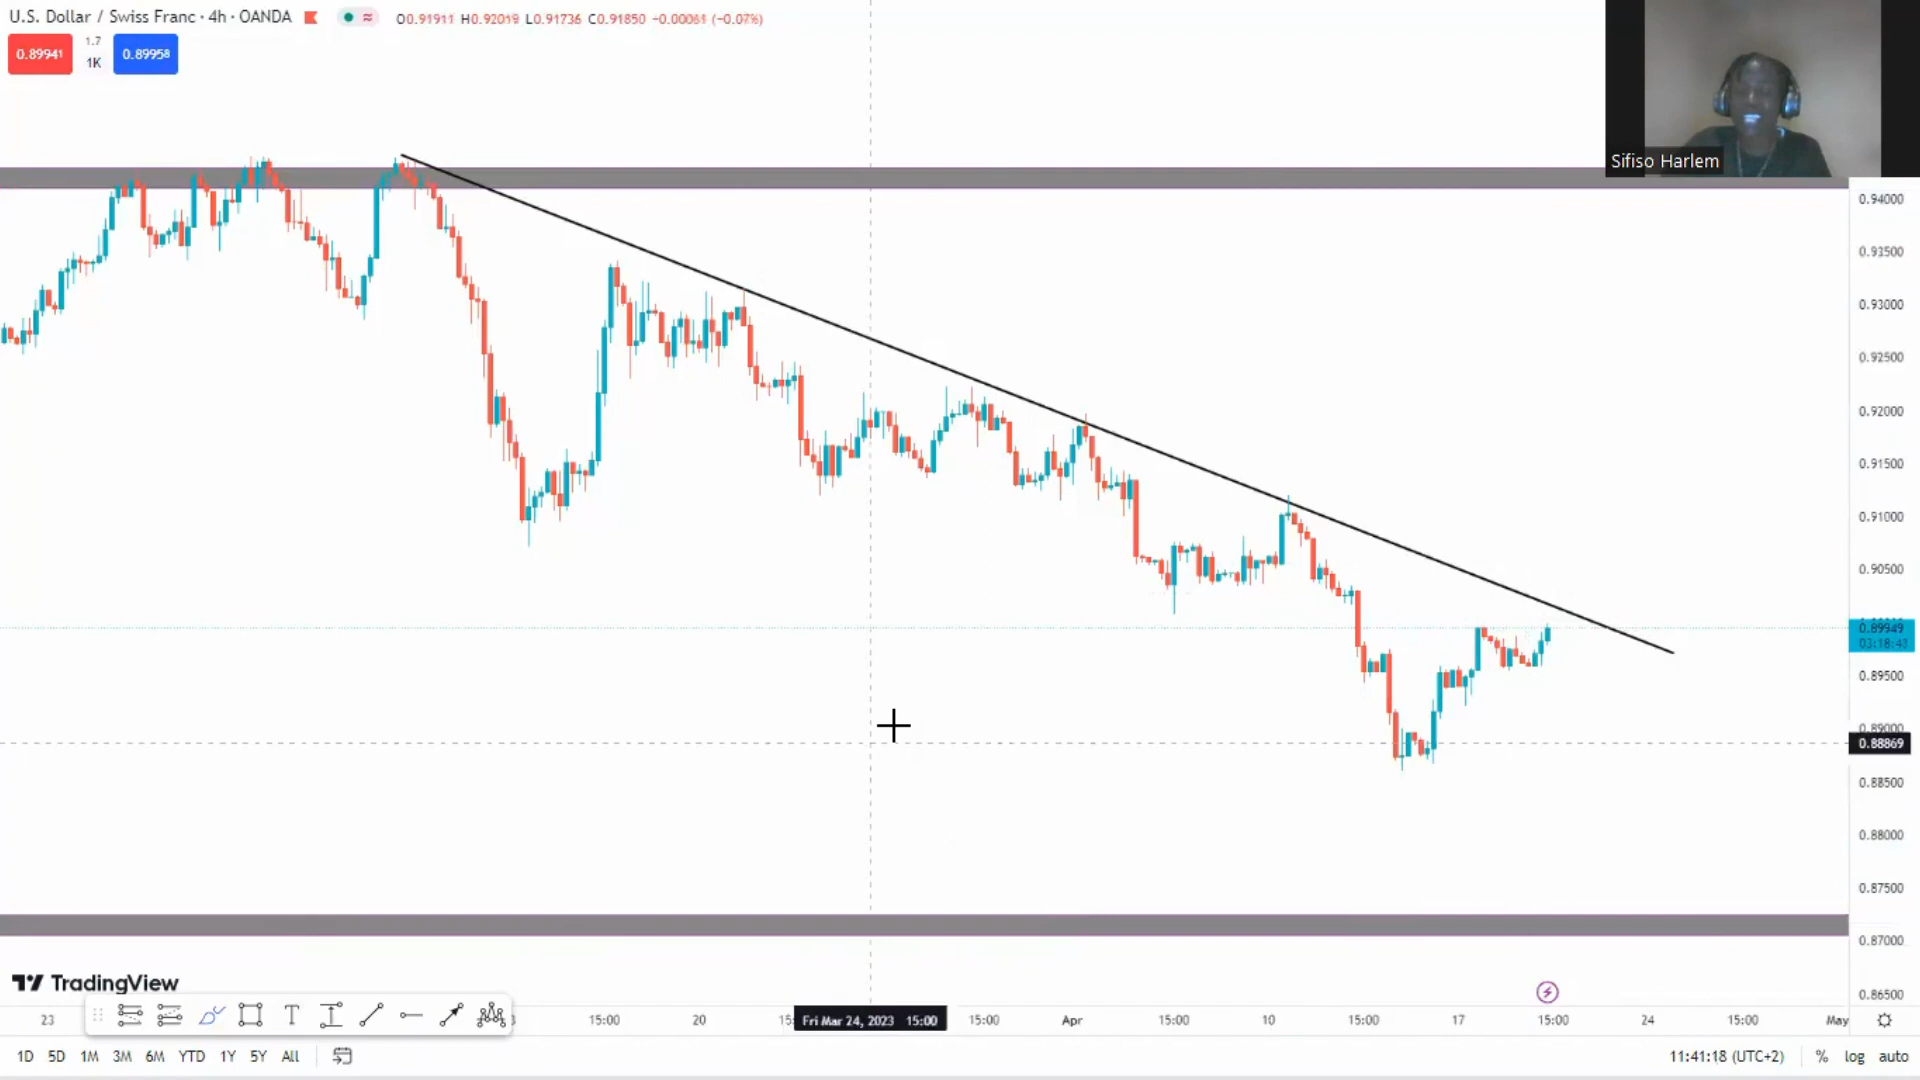 U.S. Dollar / Swiss Franc · 4h · OANDA
O0.91911 H0.92019 L0.91736 C0.91850 −0.00061 (−0.07%)
0.89941
1.7
1K
0.89958
Sifiso Harlem
0.94000
0.93500
0.93000
0.92500
0.92000
0.91500
0.91000
0.90500
0.89949
03:18:43
0.89500
0.89000
0.88869
0.88500
0.88000
0.87500
0.87000
0.86500
TradingView
23
15:00
20
Fri Mar 24, 2023 15:00
15:00
Apr
15:00
10
15:00
17
15:00
24
15:00
May
1D 5D 1M 3M 6M YTD 1Y 5Y All
11:41:18 (UTC+2)
%
log
auto